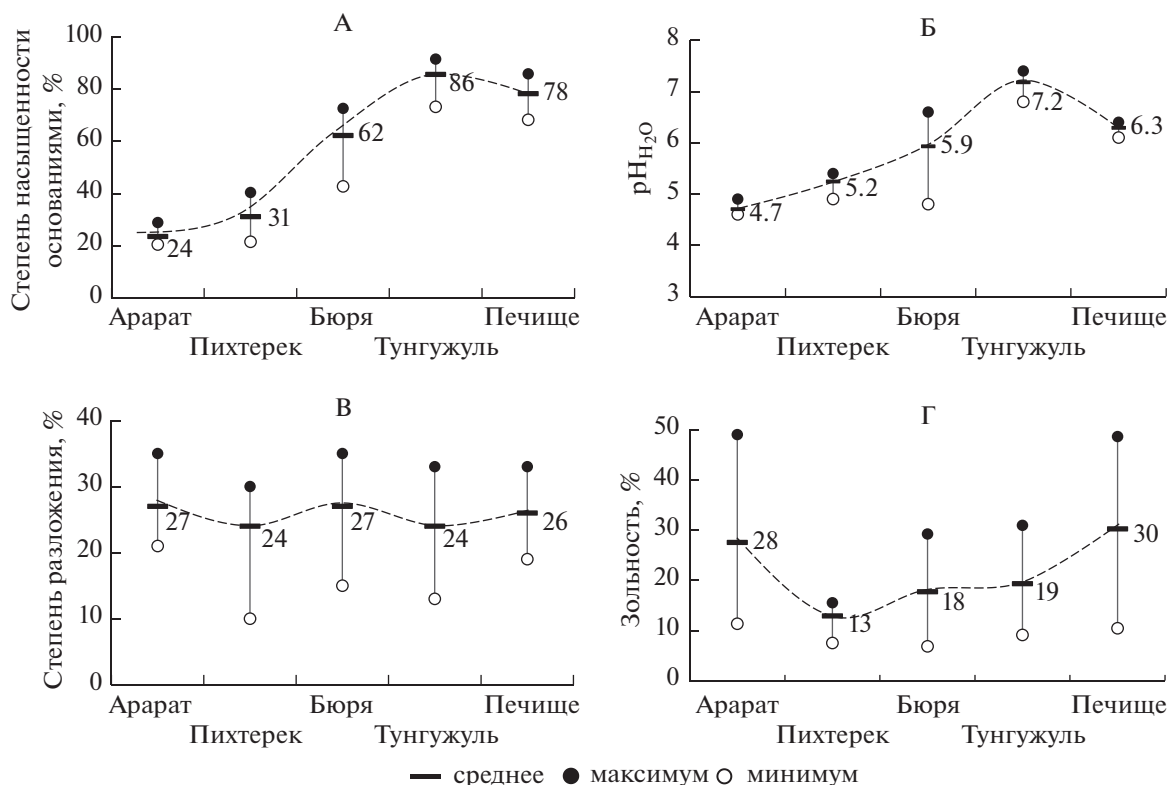 А
Степень насыщенности
основаниями, %
100
80
60
40
20
0
24
31
62
86
78
Арарат
Пихтерек
Бюря
Тунгужуль
Печище
Б
pHH2O
8
7
6
5
4
3
4.7
5.2
5.9
7.2
6.3
Арарат
Пихтерек
Бюря
Тунгужуль
Печище
В
Степень разложения, %
40
30
20
10
0
27
24
27
24
26
Арарат
Пихтерек
Бюря
Тунгужуль
Печище
Г
Зольность, %
50
40
30
20
10
0
28
13
18
19
30
Арарат
Пихтерек
Бюря
Тунгужуль
Печище
среднее максимум минимум